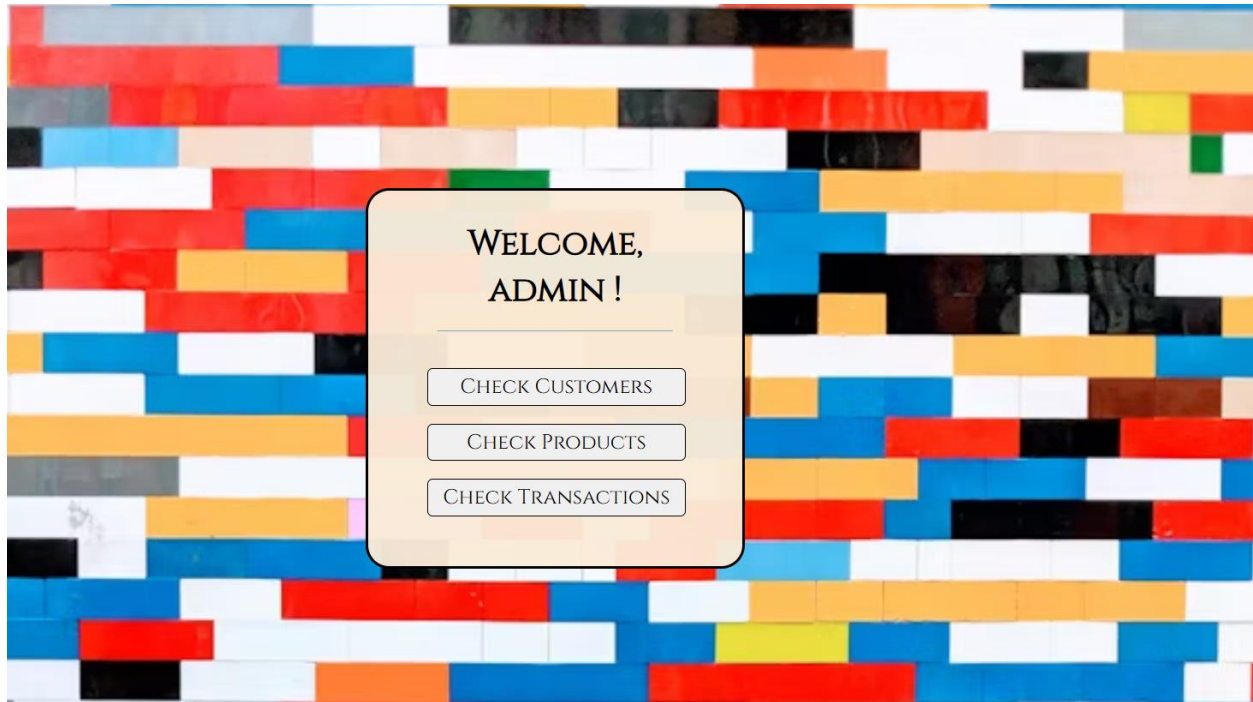 Welcome,
admin !
Check Customers
Check Products
Check Transactions